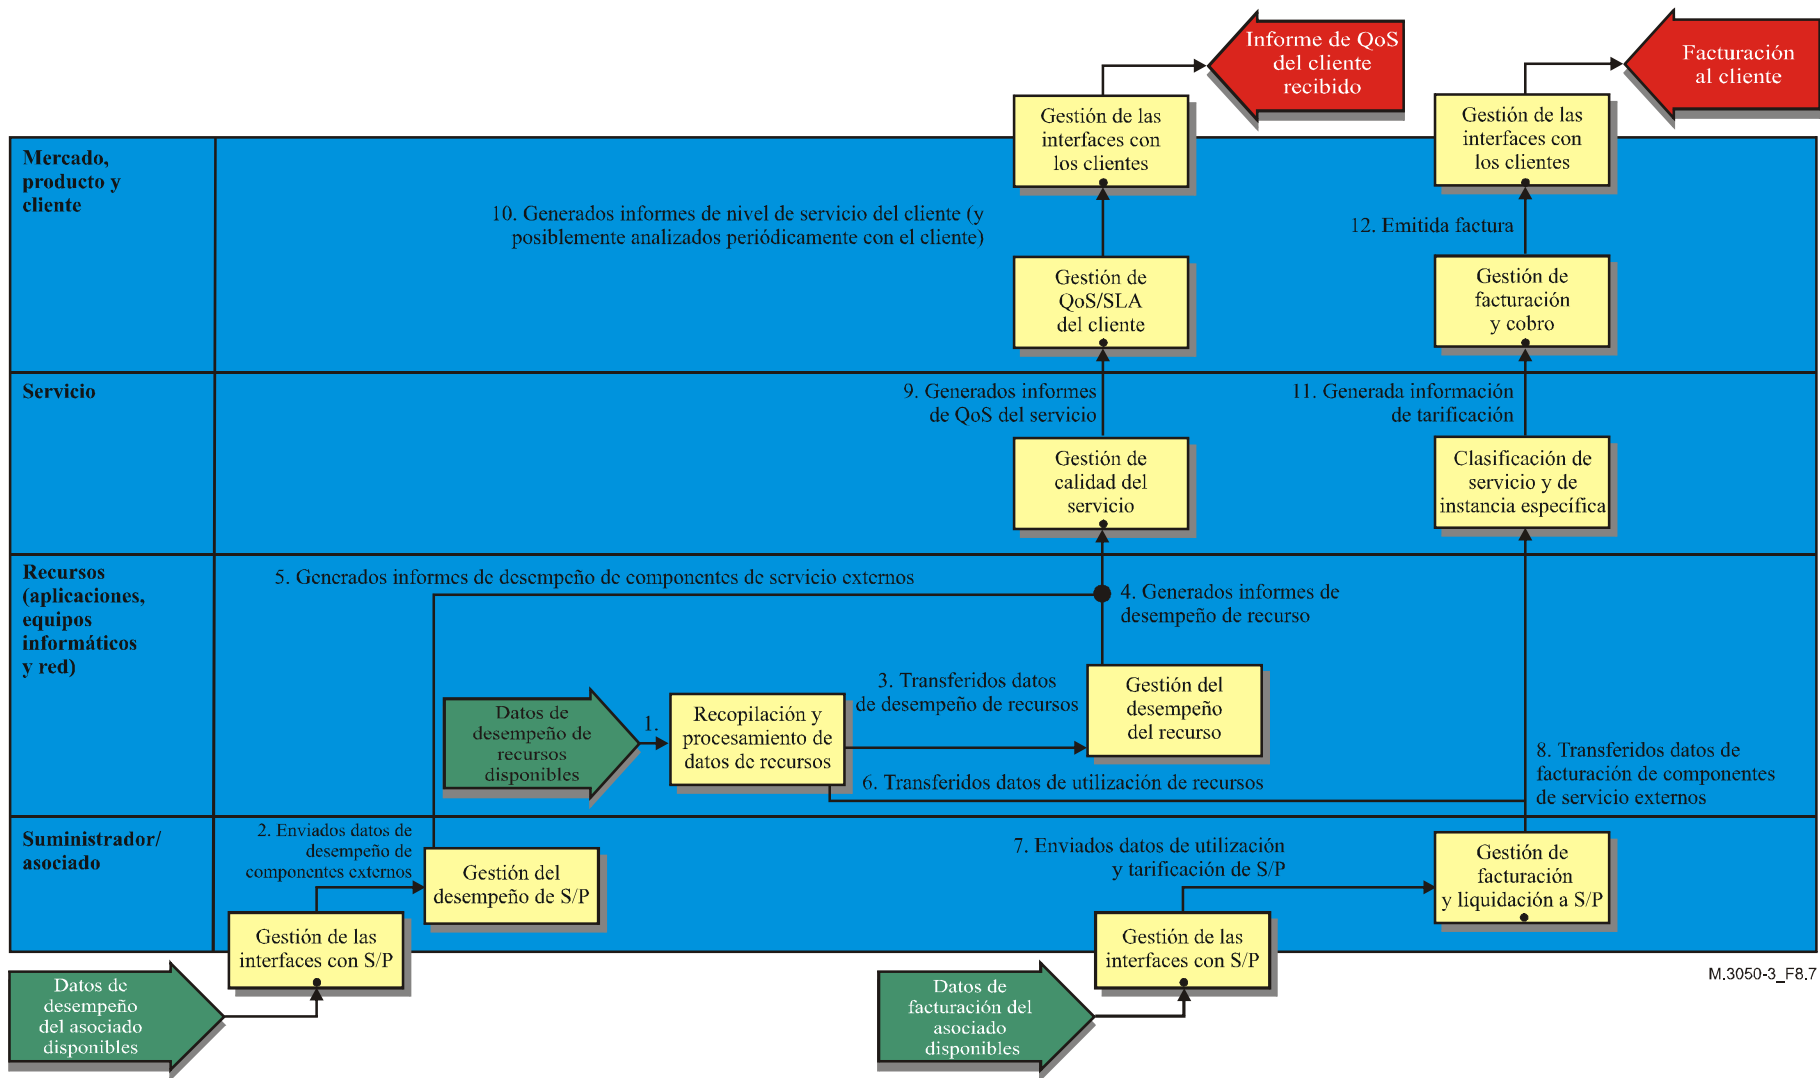 Informe de QoS
del cliente
recibido
Facturación
al cliente
Gestión de las
interfaces con
los clientes
Gestión de las
interfaces con
los clientes
Mercado,
producto y
cliente
10. Generados informes de nivel de servicio del cliente (y
posiblemente analizados periódicamente con el cliente)
12. Emitida factura
Gestión de
QoS/SLA
del cliente
Gestión de
facturación
y cobro
Servicio
9. Generados informes
de QoS del servicio
11. Generada información
de tarificación
Gestión de
calidad del
servicio
Clasificación de
servicio y de
instancia específica
Recursos
(aplicaciones,
equipos
informáticos
y red)
5. Generados informes de desempeño de componentes de servicio externos
4. Generados informes de
desempeño de recurso
Datos de
desempeño de
recursos
disponibles
1.
Recopilación y
procesamiento de
datos de recursos
3. Transferidos datos
de desempeño de recursos
Gestión del
desempeño
del recurso
6. Transferidos datos de utilización de recursos
8. Transferidos datos de
facturación de componentes
de servicio externos
Suministrador/
asociado
2. Enviados datos de
desempeño de
componentes externos
Gestión del
desempeño de S/P
7. Enviados datos de utilización
y tarificación de S/P
Gestión de
facturación
y liquidación a S/P
Gestión de las
interfaces con S/P
Gestión de las
interfaces con S/P
Datos de
desempeño
del asociado
disponibles
Datos de
facturación del
asociado
disponibles
M.3050-3_F8.7